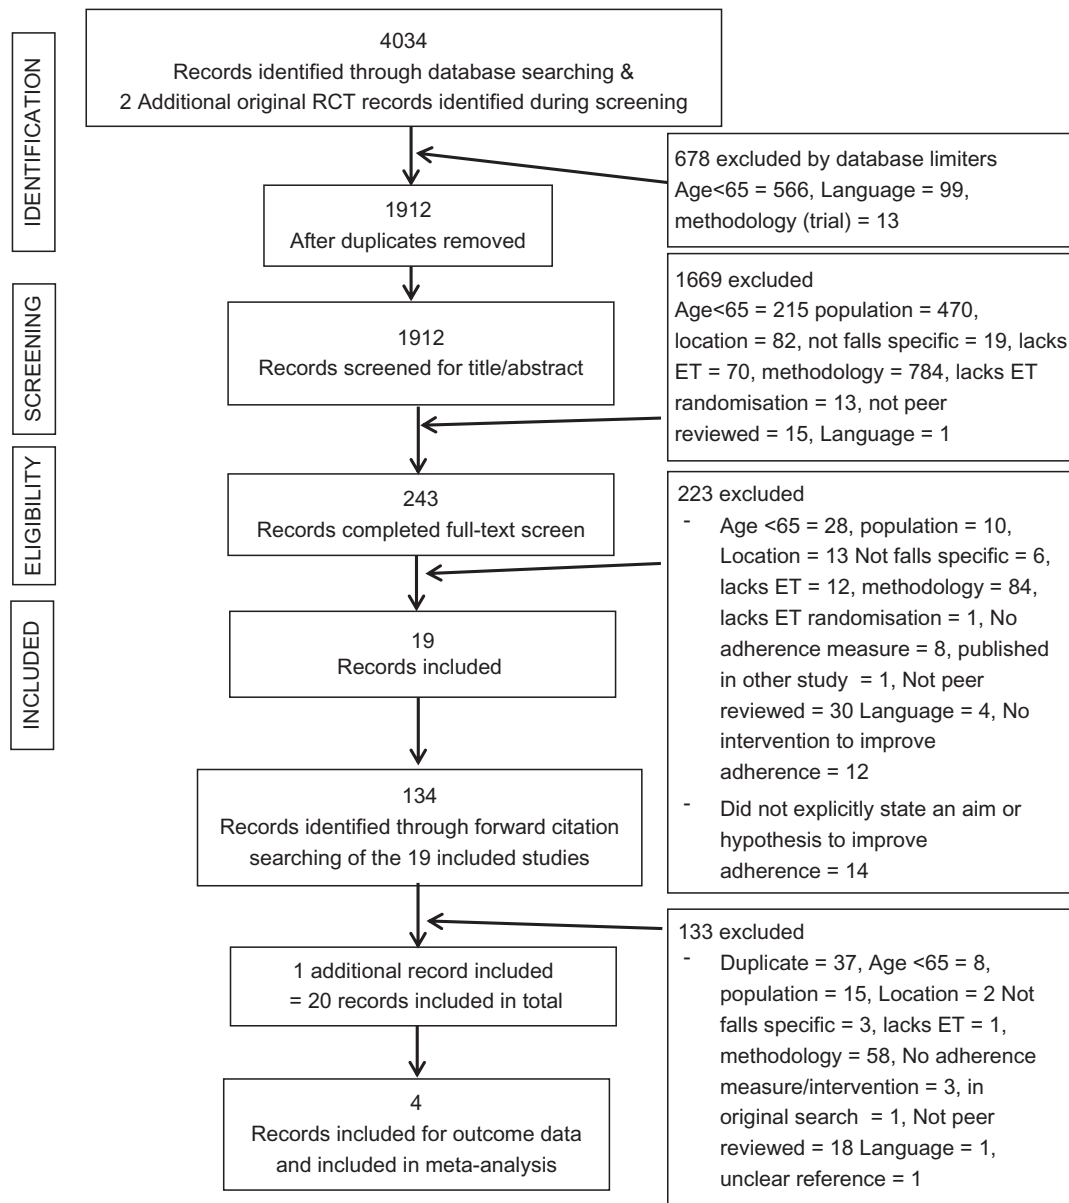 IDENTIFICATION
4034
Records identified through database searching &
2 Additional original RCT records identified during screening
678 excluded by database limiters
Age<65 = 566, Language = 99,
methodology (trial) = 13
1912
After duplicates removed
SCREENING
1912
Records screened for title/abstract
1669 excluded
Age<65 = 215 population = 470,
location = 82, not falls specific = 19, lacks
ET = 70, methodology = 784, lacks ET
randomisation = 13, not peer
reviewed = 15, Language = 1
ELIGIBILITY
243
Records completed full-text screen
223 excluded
- Age <65 = 28, population = 10,
Location = 13 Not falls specific = 6,
lacks ET = 12, methodology = 84,
lacks ET randomisation = 1, No
adherence measure = 8, published
in other study = 1, Not peer
reviewed = 30 Language = 4, No
intervention to improve
adherence = 12
- Did not explicitly state an aim or
hypothesis to improve
adherence = 14
INCLUDED
19
Records included
134
Records identified through forward citation
searching of the 19 included studies
133 excluded
- Duplicate = 37, Age <65 = 8,
population = 15, Location = 2 Not
falls specific = 3, lacks ET = 1,
methodology = 58, No adherence
measure/intervention = 3, in
original search = 1, Not peer
reviewed = 18 Language = 1,
unclear reference = 1
1 additional record included
= 20 records included in total
4
Records included for outcome data
and included in meta-analysis